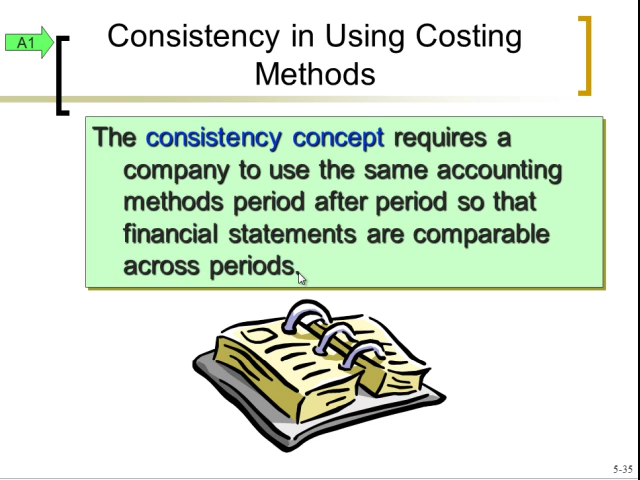 A1
Consistency in Using Costing
Methods
The consistency concept requires a
company to use the same accounting
methods period after period so that
financial statements are comparable
across periods.
5-35